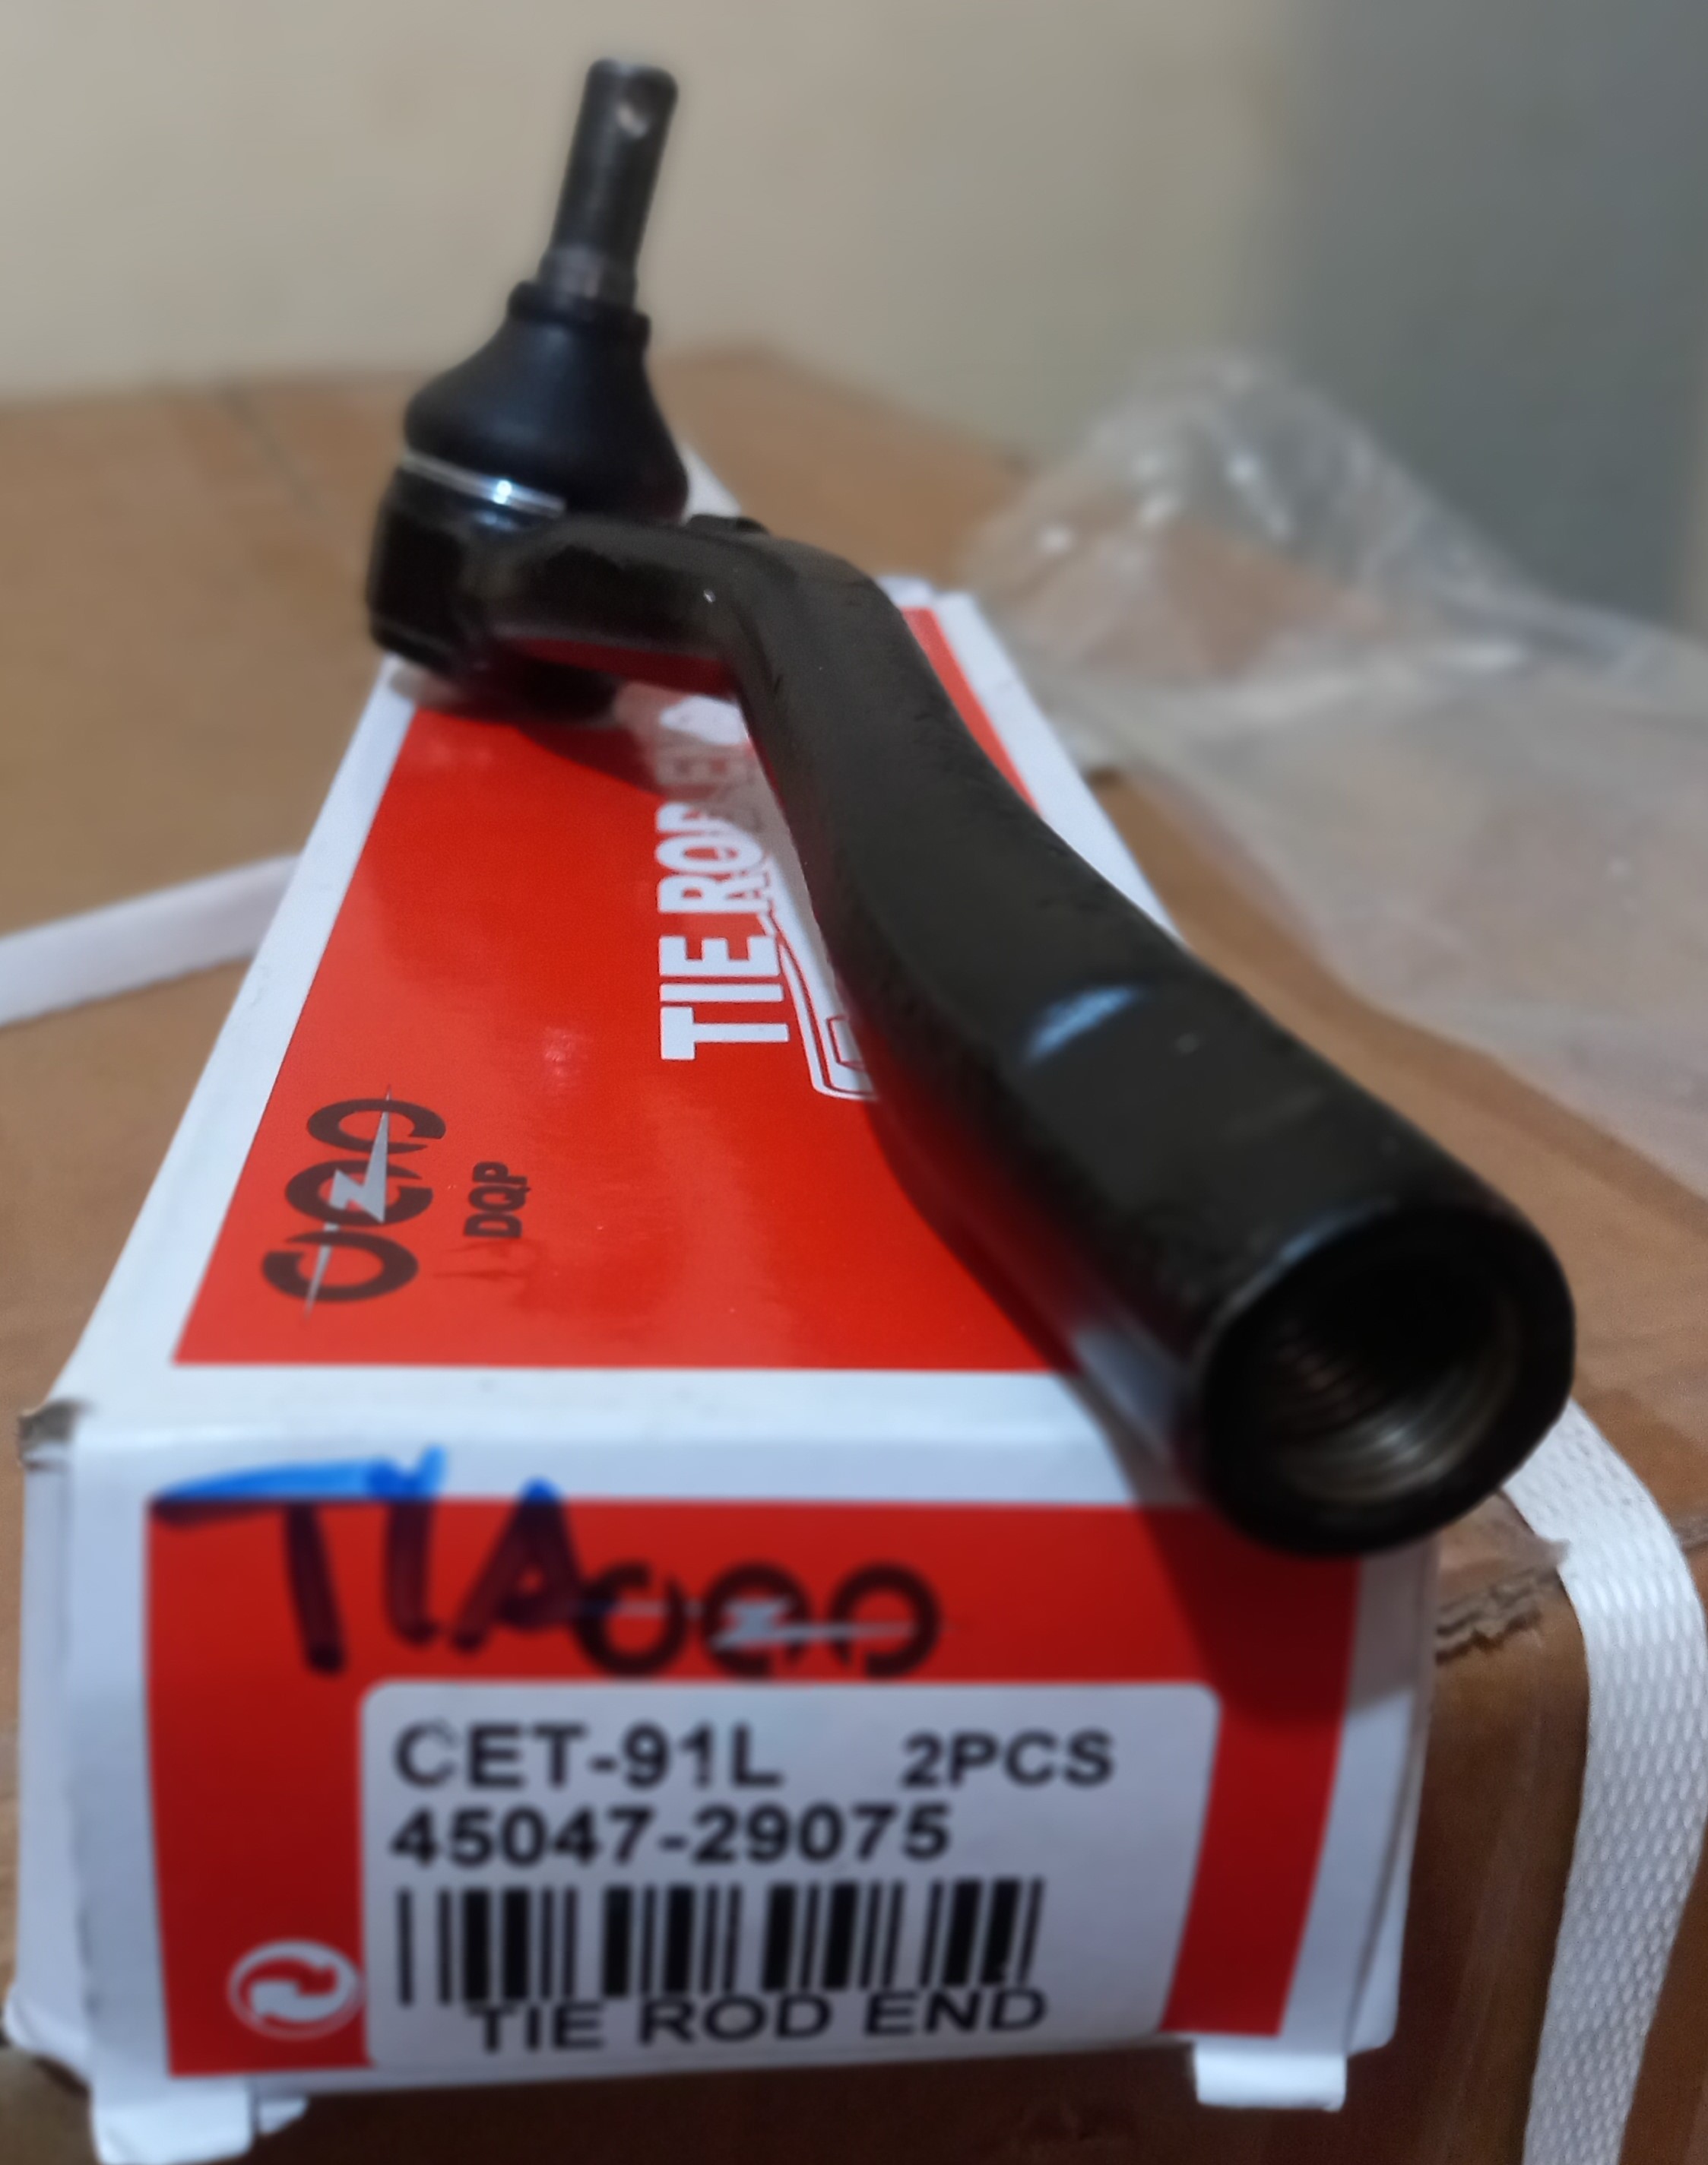 TIE ROD
DQP
TIA
CET-91L 2PCS
45047-29075
TIE ROD END